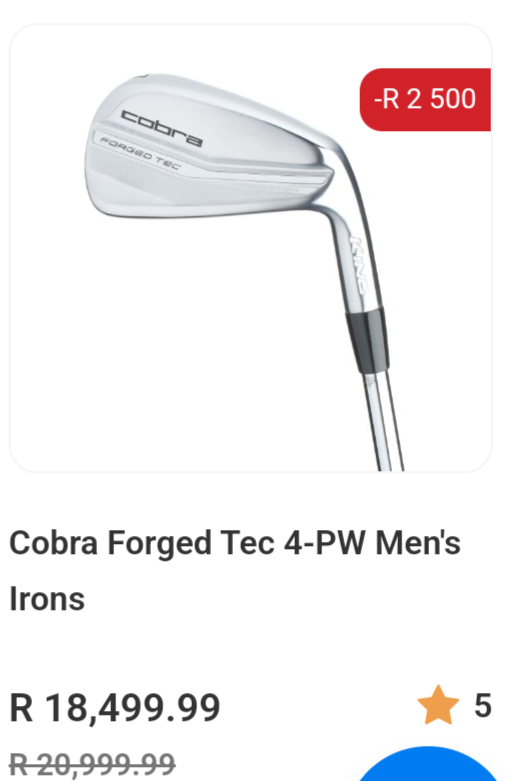 -R 2 500
cobra
FORGED TEC
KING
Cobra Forged Tec 4-PW Men's
Irons
R 18,499.99
5
R 20,999.99